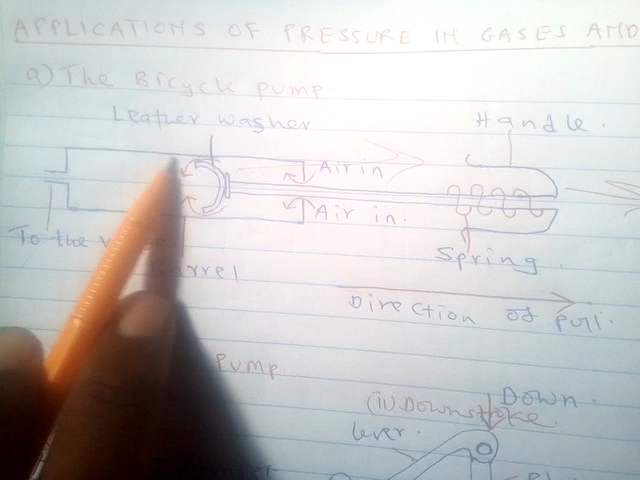 APPLICATIONS OF PRESSURE IN GASES AND
a) The Bicycle pump
Leather washer
Handle.
Air in
Air in.
To the
Barrel
Spring.
Direction of pull.
Pump.
(ii) Downstroke.
Down
lever.